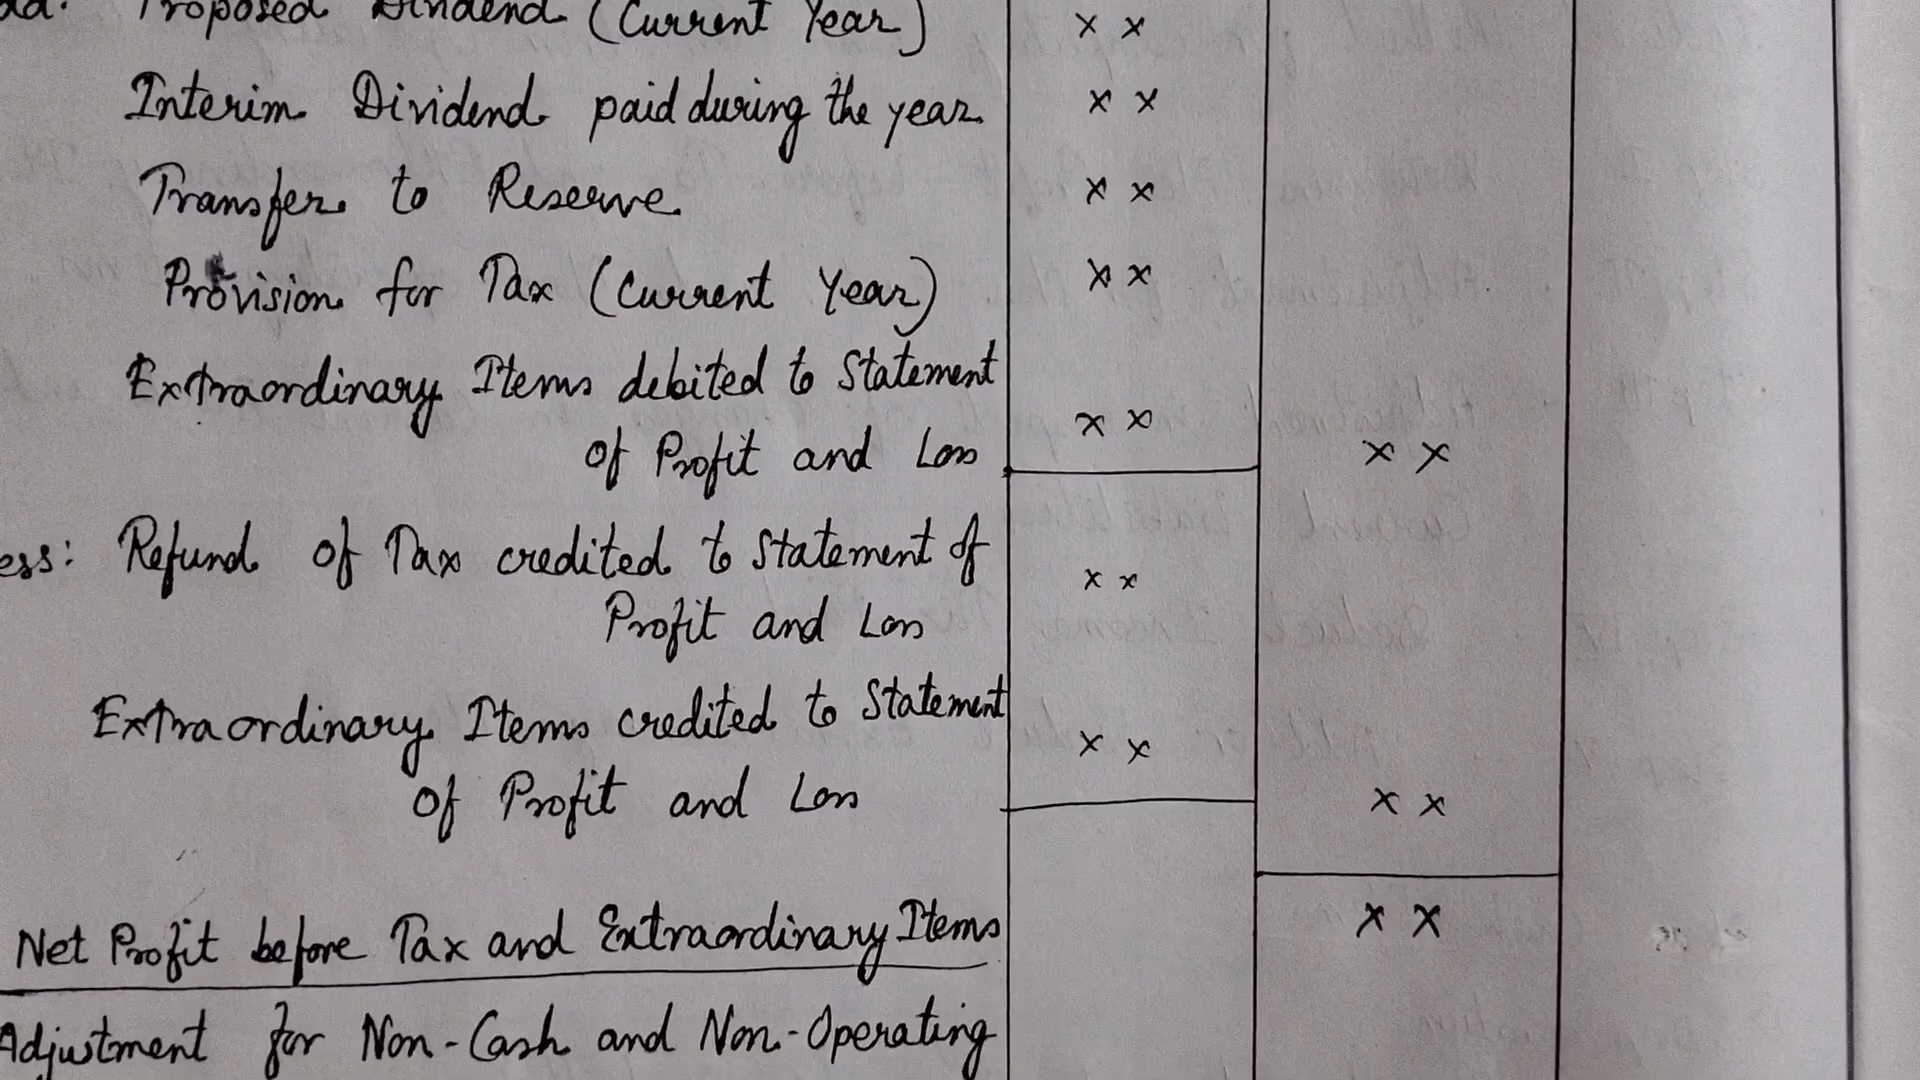 Proposed Dividend (Current Year) x x
Interim Dividend paid during the year x x
Transfer to Reserve x x
Provision for Tax (Current Year) x x
Extraordinary Items debited to Statement
of Profit and Loss x x x x
ess: Refund of Tax credited to Statement of
Profit and Loss x x
Extraordinary Items credited to Statement
of Profit and Loss x x x x
Net Profit before Tax and Extraordinary Items x x
Adjustment for Non-Cash and Non-Operating